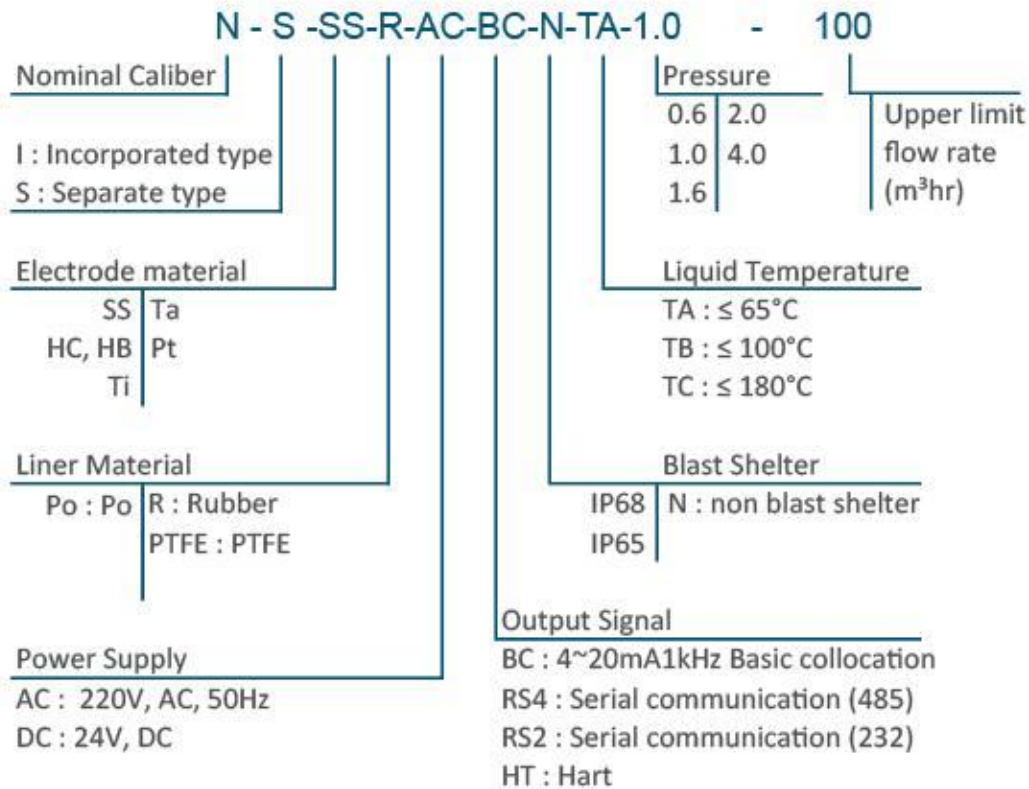 N - S -SS-R-AC-BC-N-TA-1.0 - 100
Nominal Caliber
I : Incorporated type
S : Separate type
Electrode material
SS Ta
HC, HB Pt
Ti
Liner Material
Po : Po R : Rubber
PTFE : PTFE
Power Supply
AC : 220V, AC, 50Hz
DC : 24V, DC
Pressure
0.6 2.0
1.0 4.0
1.6
Upper limit
flow rate
(m³hr)
Liquid Temperature
TA : ≤ 65°C
TB : ≤ 100°C
TC : ≤ 180°C
Blast Shelter
IP68 N : non blast shelter
IP65
Output Signal
BC : 4~20mA1kHz Basic collocation
RS4 : Serial communication (485)
RS2 : Serial communication (232)
HT : Hart